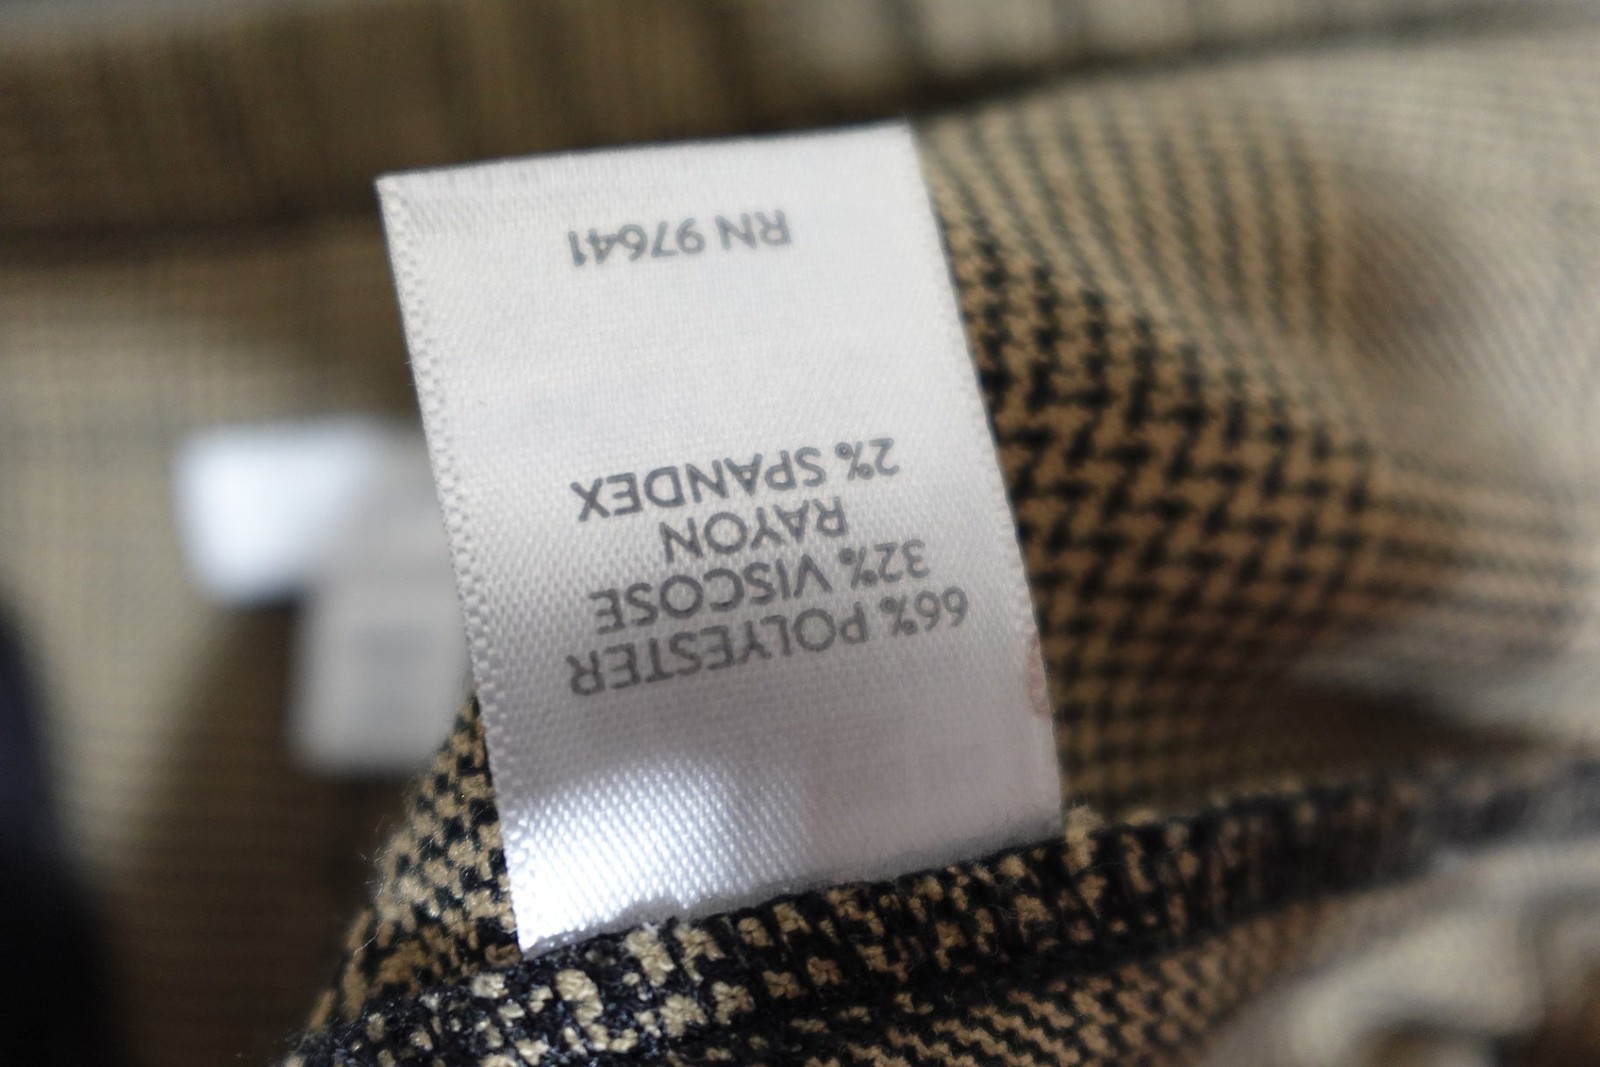 66% POLYESTER
32% VISCOSE
RAYON
2% SPANDEX
RN 97641